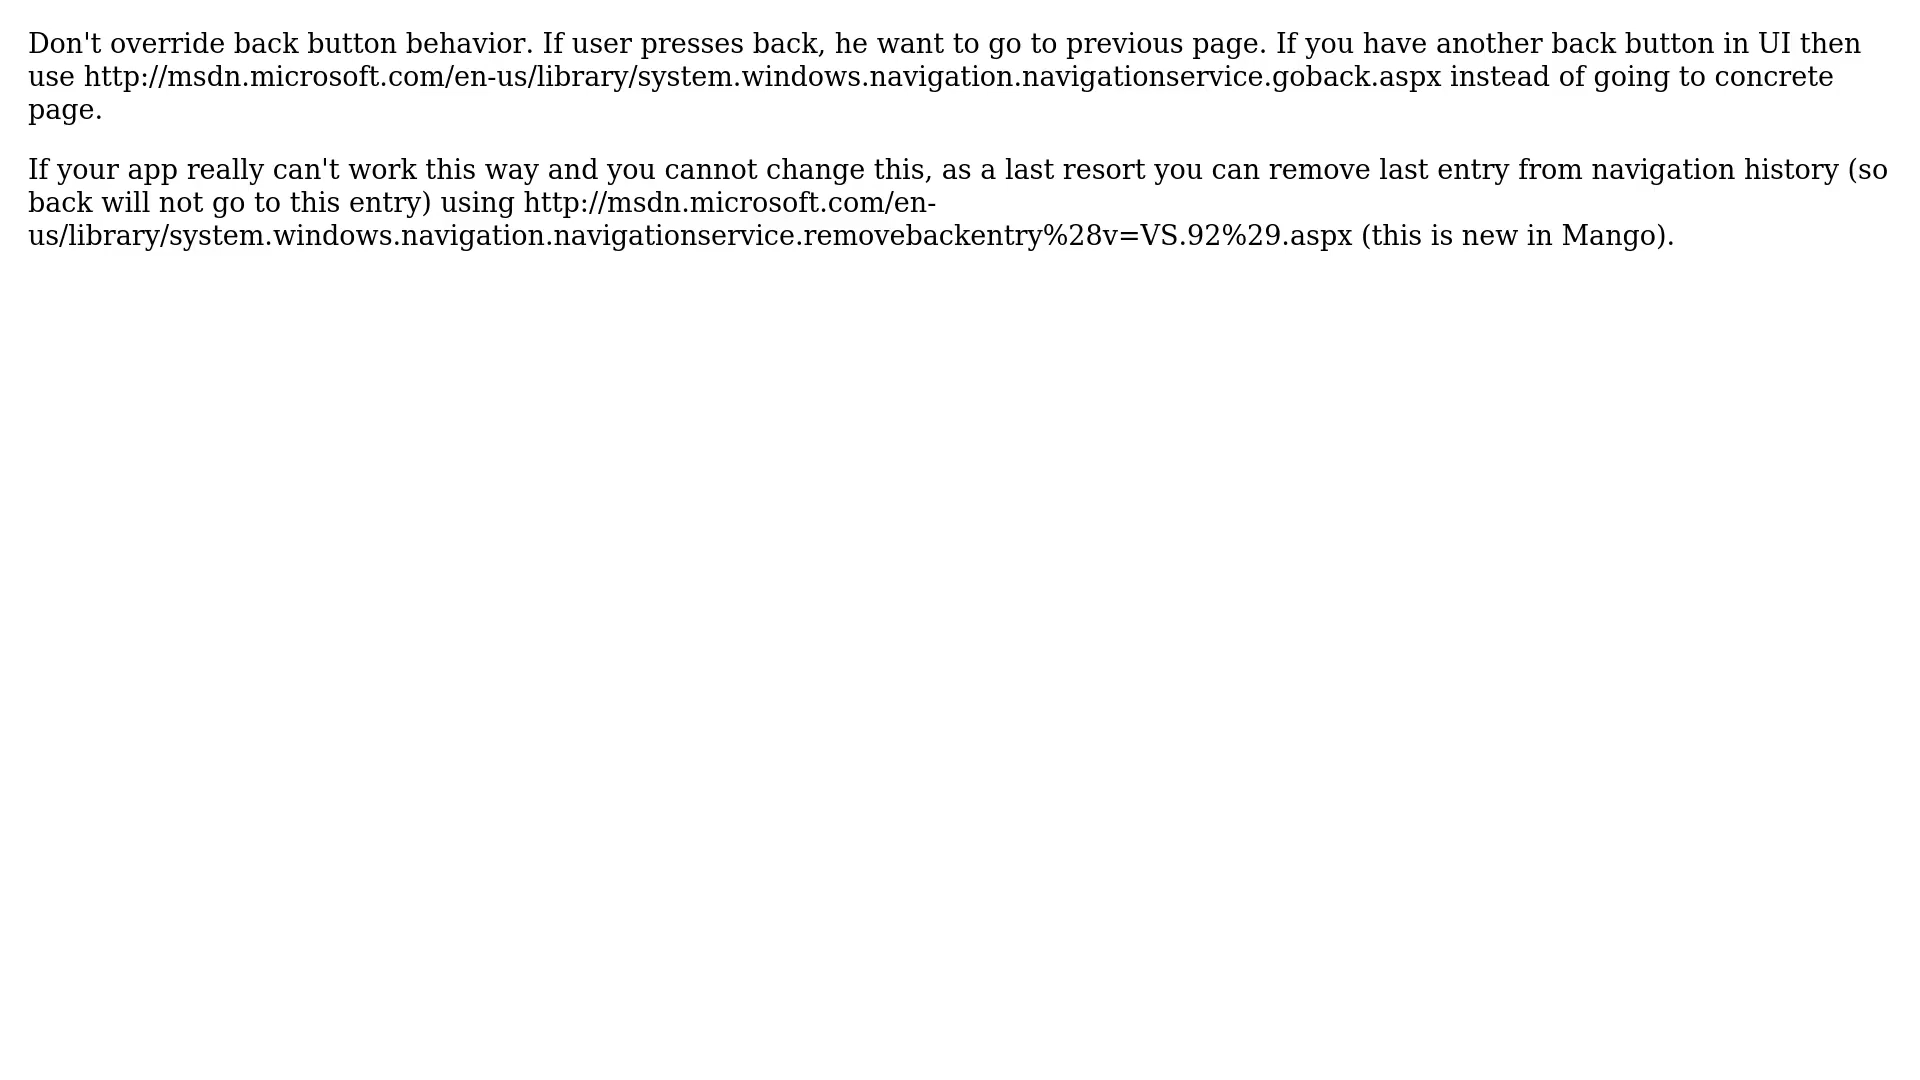 Don't override back button behavior. If user presses back, he want to go to previous page. If you have another back button in UI then
use http://msdn.microsoft.com/en-us/library/system.windows.navigation.navigationservice.goback.aspx instead of going to concrete
page.
If your app really can't work this way and you cannot change this, as a last resort you can remove last entry from navigation history (so
back will not go to this entry) using http://msdn.microsoft.com/en-
us/library/system.windows.navigation.navigationservice.removebackentry%28v=VS.92%29.aspx (this is new in Mango).